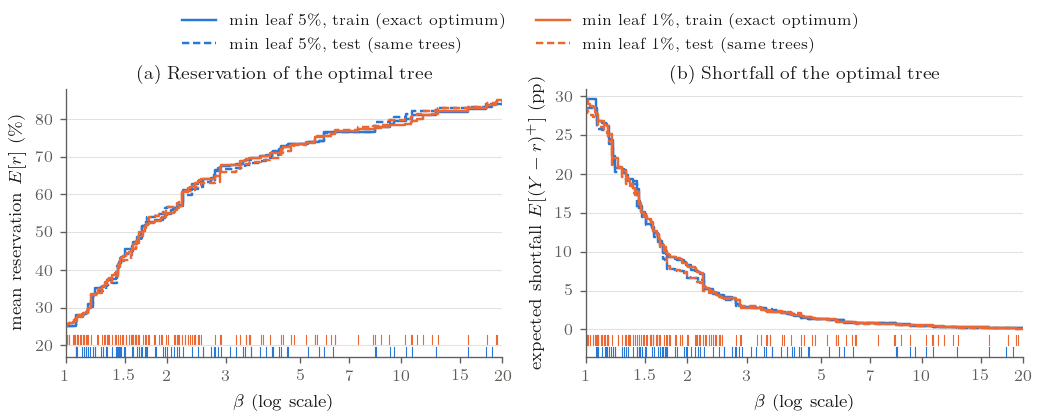 min leaf 5%, train (exact optimum)
min leaf 1%, train (exact optimum)
min leaf 5%, test (same trees)
min leaf 1%, test (same trees)
(a) Reservation of the optimal tree
mean reservation E[r] (%)
80
70
60
50
40
30
20
1 1.5 2 3 5 7 10 15 20
β (log scale)
(b) Shortfall of the optimal tree
expected shortfall E[(Y − r)⁺] (pp)
30
25
20
15
10
5
0
1 1.5 2 3 5 7 10 15 20
β (log scale)